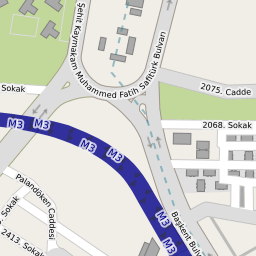 Şehit Kaymakam Muhammed Fatih Safitürk Bulvarı
Sokak
2075. Cadde
2068. Sokak
M3
M3
M3
M3
Palandöken Caddesi
Sokak
2413. Sokak
Başkent Bulv
M3
M3